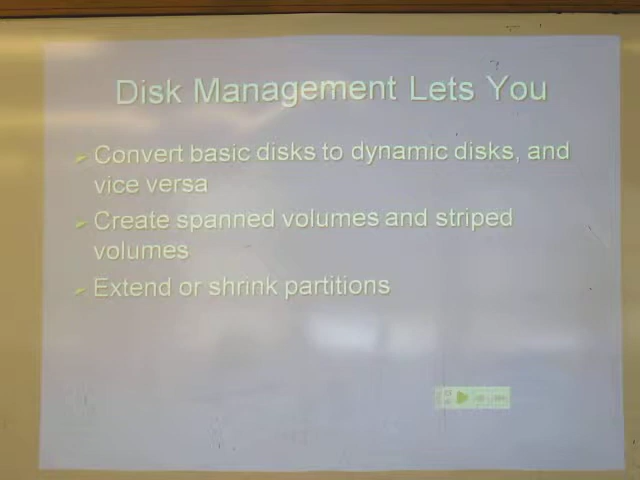 Disk Management Lets You
Convert basic disks to dynamic disks, and
vice versa
Create spanned volumes and striped
volumes
Extend or shrink partitions